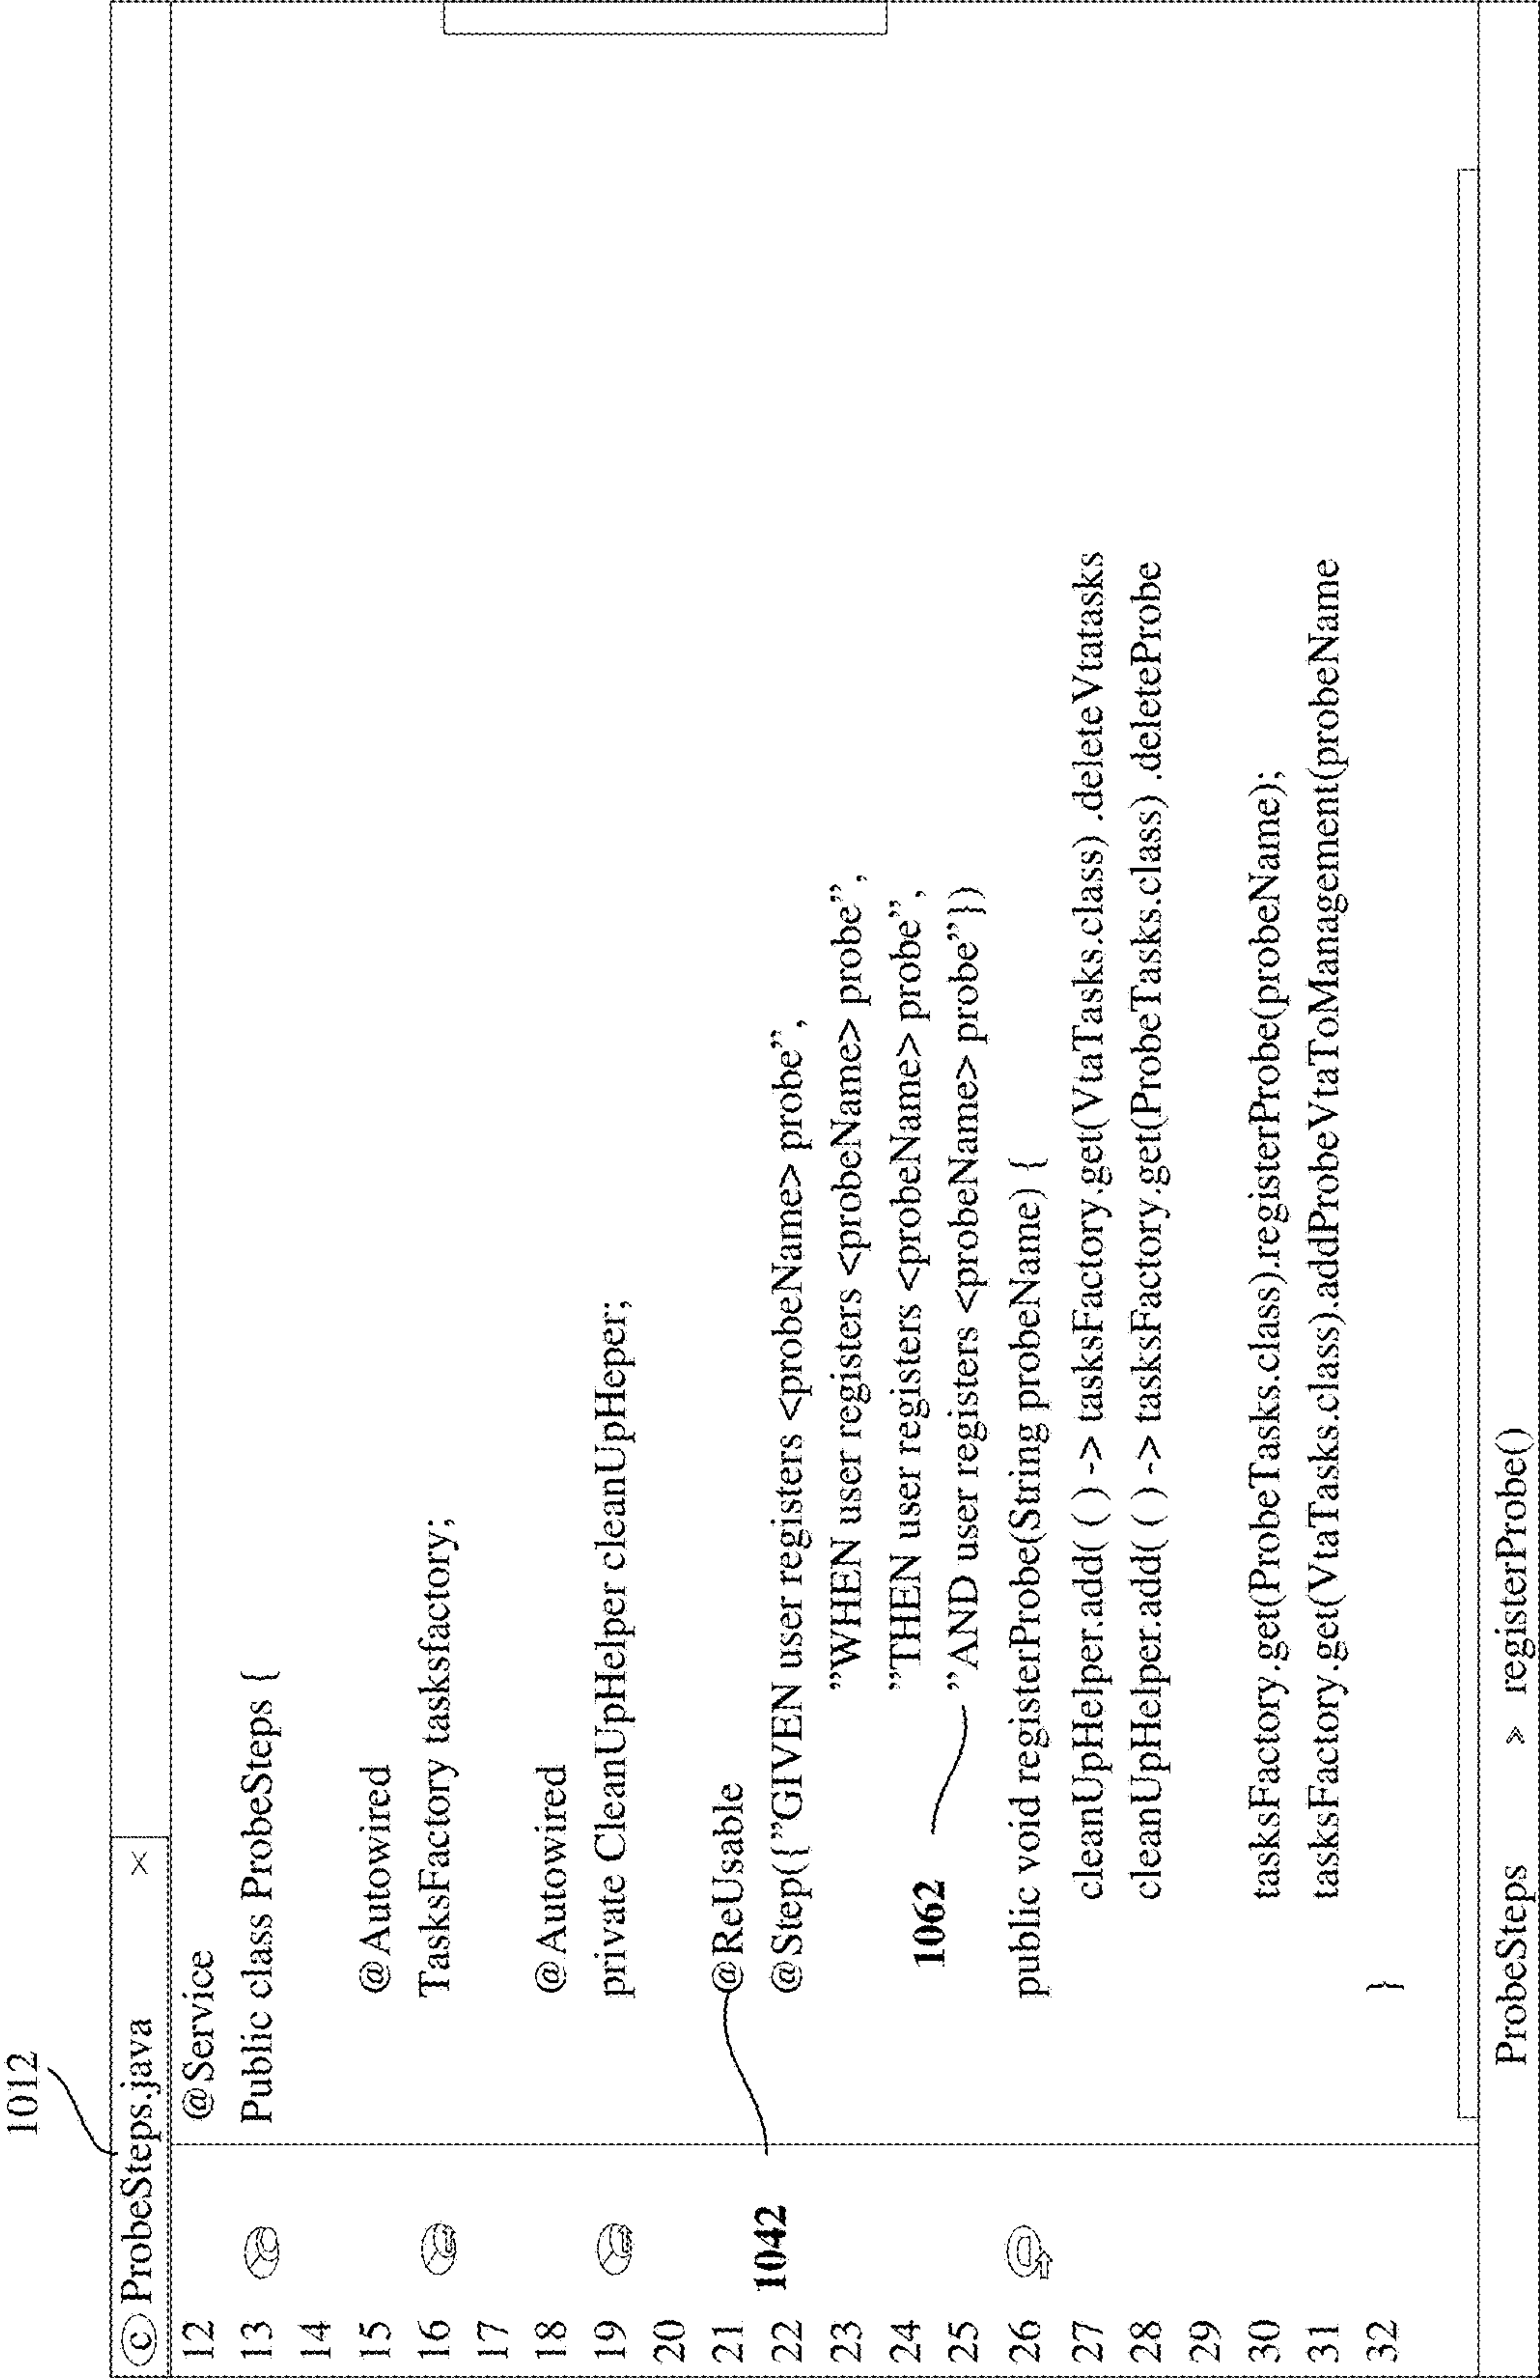 1012
© ProbeSteps.java ×
12 @Service
13 Public class ProbeSteps {
14
15 @Autowired
16 TasksFactory tasksfactory;
17
18 @Autowired
19 private CleanUpHelper cleanUpHeper;
20
21 @ReUsable
1042
22 @Step({”GIVEN user registers <probeName> probe”,
23 ”WHEN user registers <probeName> probe”,
24 ”THEN user registers <probeName> probe”,
1062
25 ”AND user registers <probeName> probe”})
26 public void registerProbe(String probeName) {
27 cleanUpHelper.add( ( ) -> tasksFactory.get(VtaTasks.class) .deleteVtatasks
28 cleanUpHelper.add( ( ) -> tasksFactory.get(ProbeTasks.class) .deleteProbe
29
30 tasksFactory.get(ProbeTasks.class).registerProbe(probeName);
31 tasksFactory.get(VtaTasks.class).addProbeVtaToManagement(probeName
32 }
ProbeSteps > registerProbe()